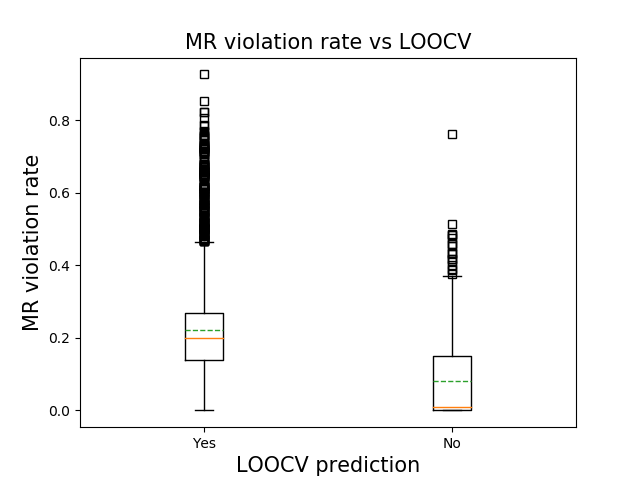 MR violation rate vs LOOCV
MR violation rate
0.8
0.6
0.4
0.2
0.0
Yes
No
LOOCV prediction